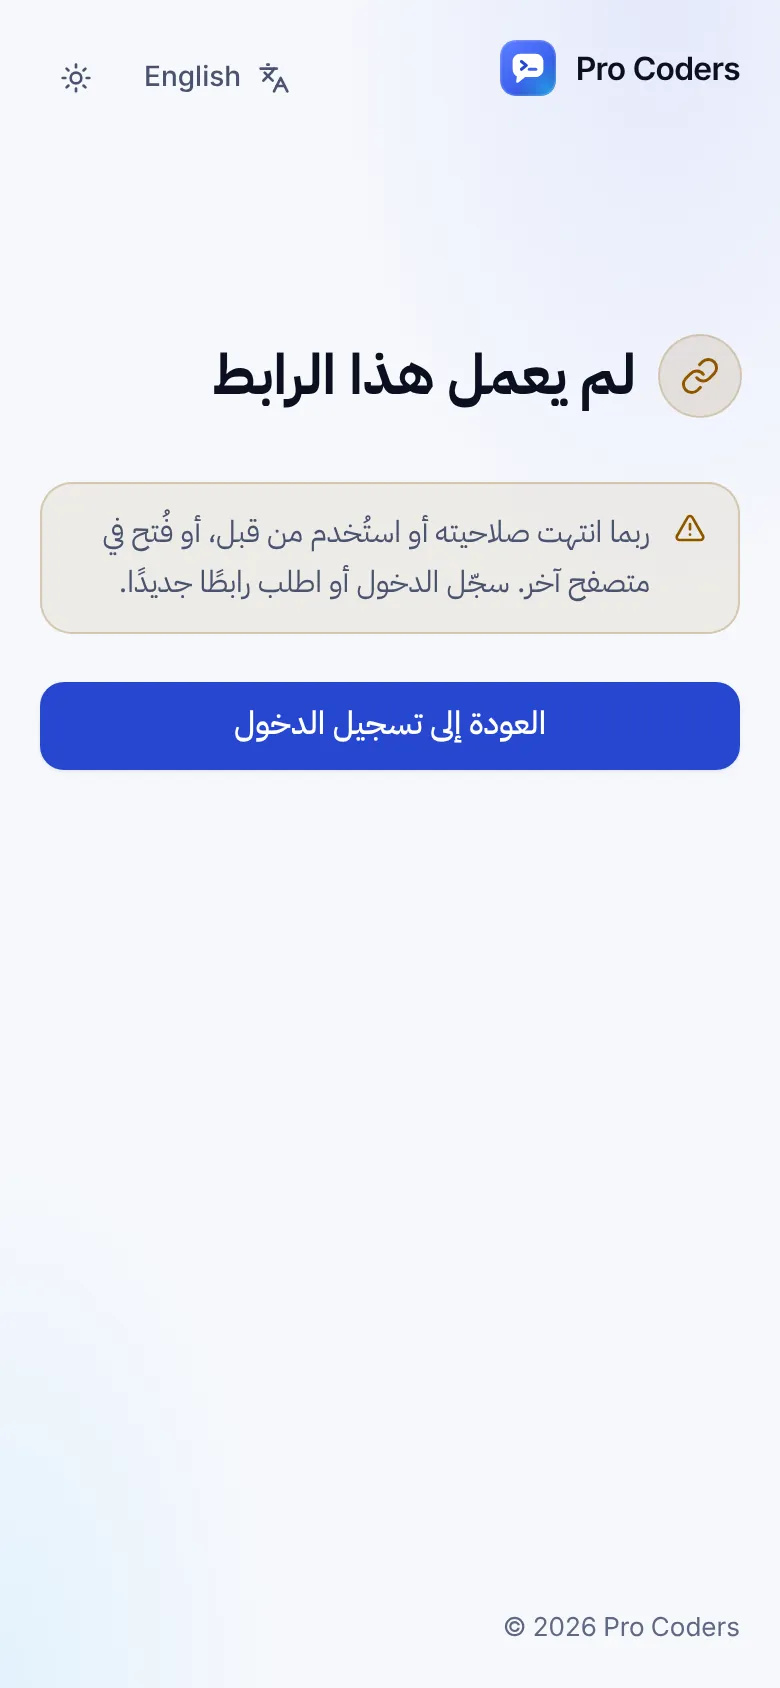 Pro Coders
English
لم يعمل هذا الرابط
ربما انتهت صلاحيته أو استُخدم من قبل، أو فُتح في
متصفح آخر. سجّل الدخول أو اطلب رابطًا جديدًا.
العودة إلى تسجيل الدخول
© 2026 Pro Coders